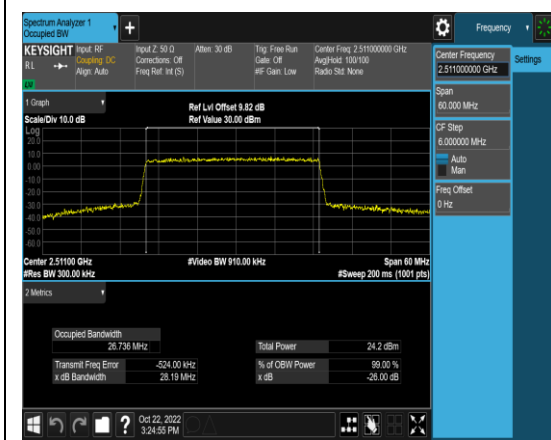 Spectrum Analyzer 1
Occupied BW
+
Frequency
KEYSIGHT
RL
Input: RF
Coupling: DC
Align: Auto
Input Z: 50 Ω
Corrections: Off
Freq Ref: Int (S)
Atten: 30 dB
Trig: Free Run
Gate: Off
#IF Gain: Low
Center Freq: 2.511000000 GHz
Avg|Hold: 100/100
Radio Std: None
Center Frequency
2.511000000 GHz
Settings
Span
60.000 MHz
CF Step
6.000000 MHz
Auto
Man
Freq Offset
0 Hz
1 Graph
Ref Lvl Offset 9.82 dB
Scale/Div 10.0 dB
Ref Value 30.00 dBm
Log
20.0
10.0
0.00
-10.0
-20.0
-30.0
-40.0
-50.0
-60.0
Center 2.51100 GHz
#Video BW 910.00 kHz
Span 60 MHz
#Res BW 300.00 kHz
#Sweep 200 ms (1001 pts)
2 Metrics
Occupied Bandwidth
26.736 MHz
Total Power 24.2 dBm
Transmit Freq Error -524.00 kHz
% of OBW Power 99.00 %
x dB Bandwidth 28.19 MHz
x dB -26.00 dB
?
Oct 22, 2022
3:24:55 PM